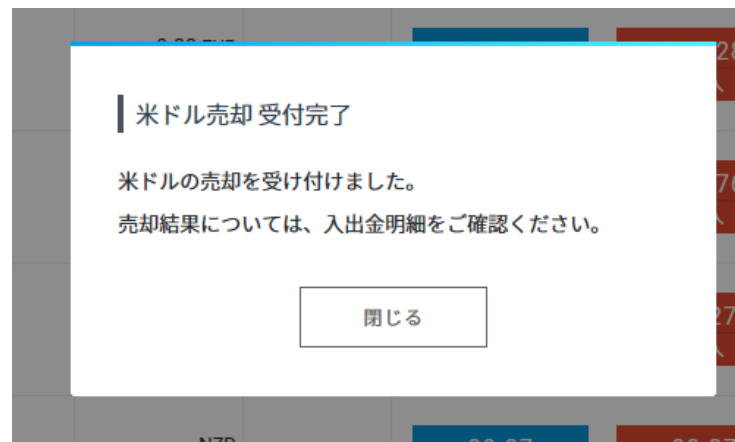 米ドル売却 受付完了
米ドルの売却を受け付けました。
売却結果については、入出金明細をご確認ください。
閉じる